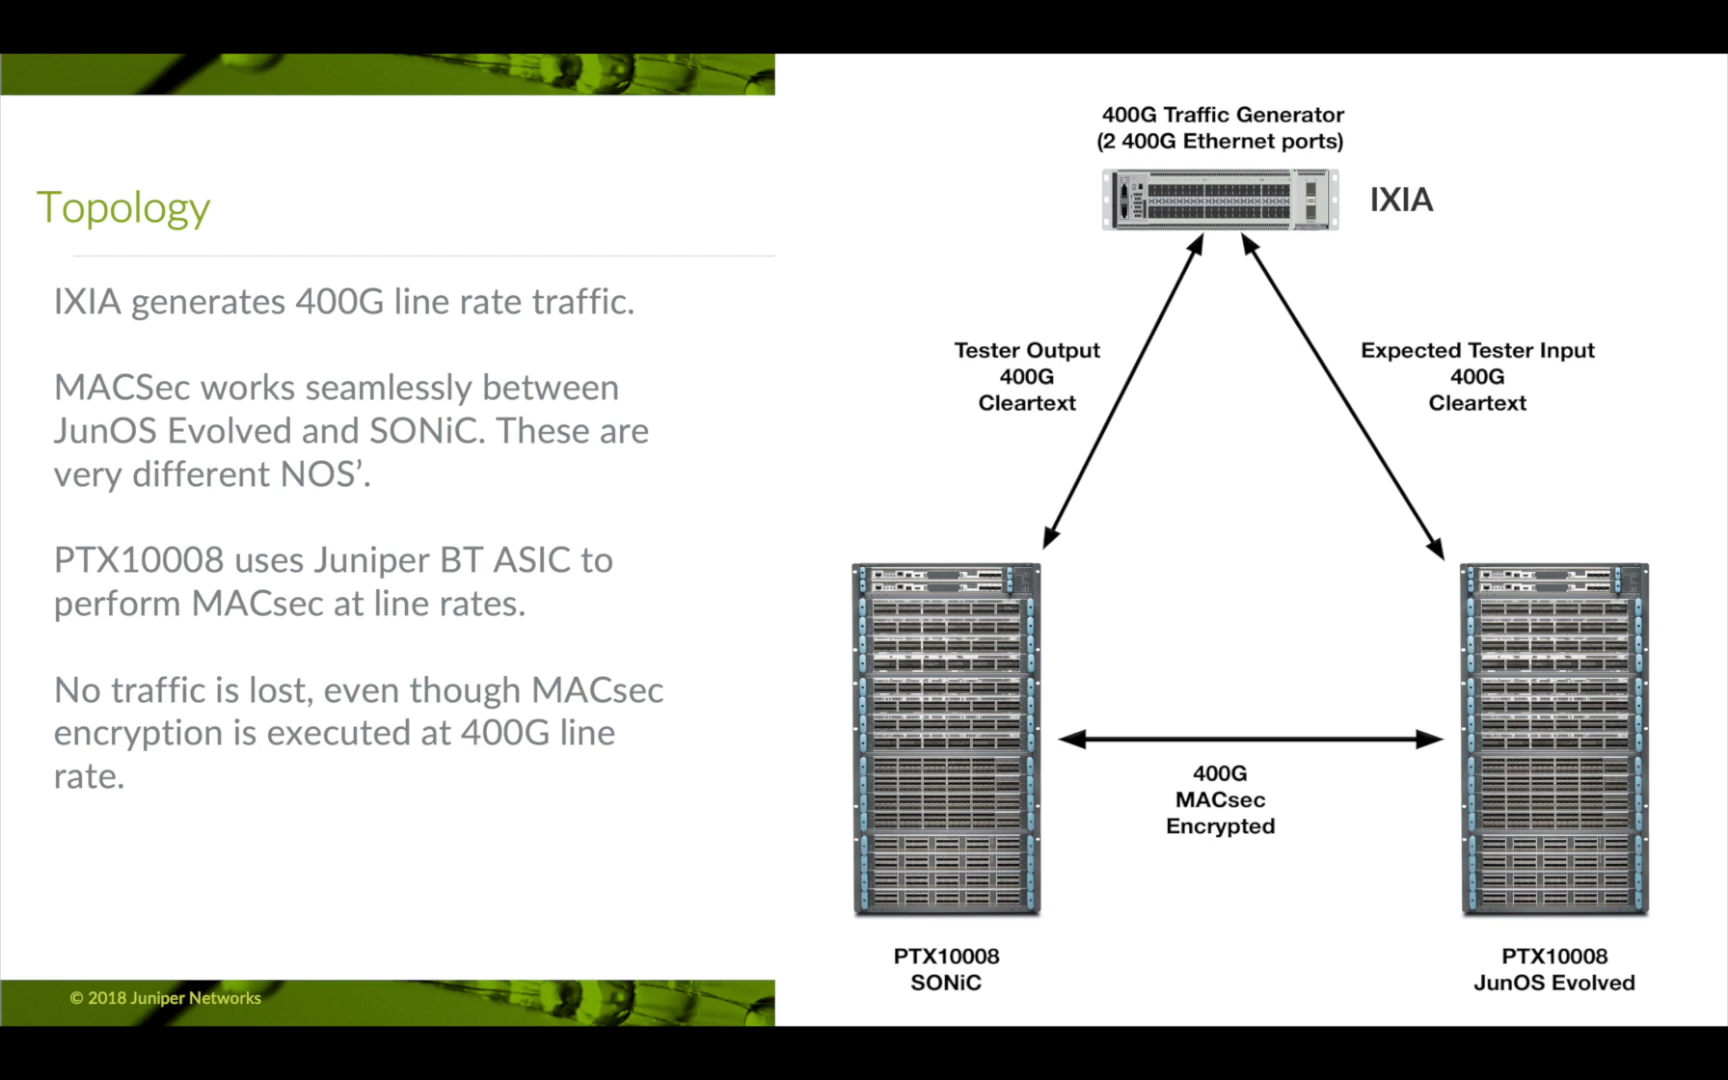 Topology
IXIA generates 400G line rate traffic.
MACSec works seamlessly between
JunOS Evolved and SONiC. These are
very different NOS’.
PTX10008 uses Juniper BT ASIC to
perform MACsec at line rates.
No traffic is lost, even though MACsec
encryption is executed at 400G line
rate.
© 2018 Juniper Networks
400G Traffic Generator
(2 400G Ethernet ports)
IXIA
Tester Output
400G
Cleartext
Expected Tester Input
400G
Cleartext
400G
MACsec
Encrypted
PTX10008
SONiC
PTX10008
JunOS Evolved